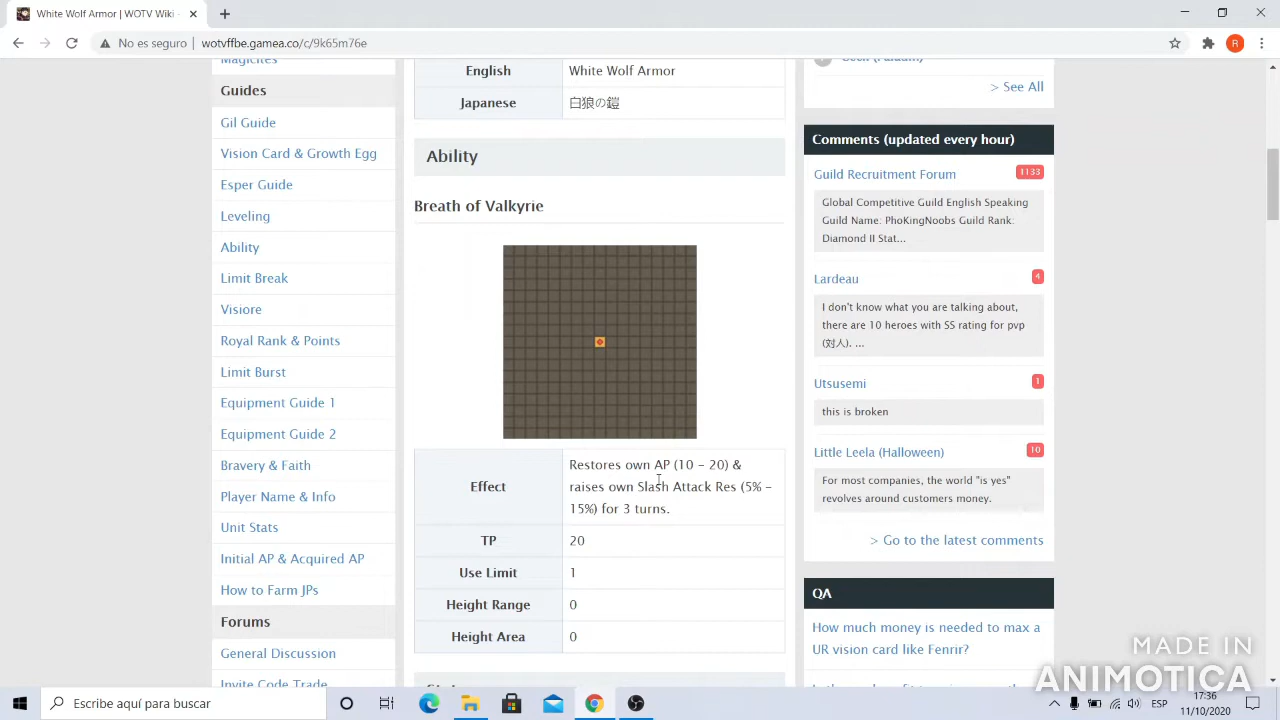 White Wolf Armor | WOTV Wiki
No es seguro | wotvffbe.gamea.co/c/9k65m76e
R
Magicites
Guides
Gil Guide
Vision Card & Growth Egg
Esper Guide
Leveling
Ability
Limit Break
Visiore
Royal Rank & Points
Limit Burst
Equipment Guide 1
Equipment Guide 2
Bravery & Faith
Player Name & Info
Unit Stats
Initial AP & Acquired AP
How to Farm JPs
Forums
General Discussion
Invite Code Trade
English White Wolf Armor
Japanese 白狼の鎧
Ability
Breath of Valkyrie
Effect
Restores own AP (10 – 20) &
raises own Slash Attack Res (5% –
15%) for 3 turns.
TP 20
Use Limit 1
Height Range 0
Height Area 0
> See All
Comments (updated every hour)
Guild Recruitment Forum 1133
Global Competitive Guild English Speaking
Guild Name: PhoKingNoobs Guild Rank:
Diamond II Stat...
Lardeau 4
I don't know what you are talking about,
there are 10 heroes with SS rating for pvp
(対人). ...
Utsusemi 1
this is broken
Little Leela (Halloween) 10
For most companies, the world "is yes"
revolves around customers money.
> Go to the latest comments
QA
How much money is needed to max a
UR vision card like Fenrir?
MADE IN
ANIMOTICA
Escribe aquí para buscar
ESP
17:36
11/10/2020